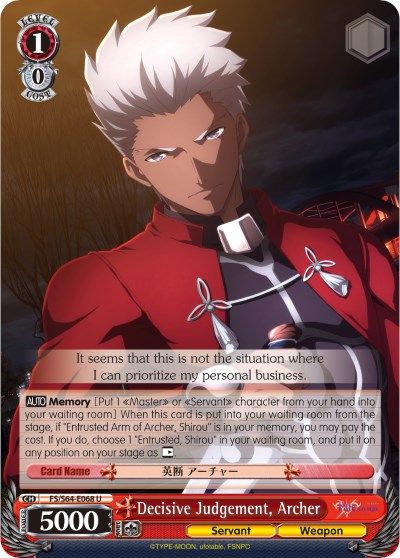 LEVEL
1
0
COST
It seems that this is not the situation where
I can prioritize my personal business.
AUTO Memory [Put 1 «Master» or «Servant» character from your hand into
your waiting room] When this card is put into your waiting room from the
stage, if "Entrusted Arm of Archer, Shirou" is in your memory, you may pay the
cost. If you do, choose 1 "Entrusted, Shirou" in your waiting room, and put it in
any position on your stage as
Card Name
英断 アーチャー
CH
FS/S64-E068 U
POWER
5000
Decisive Judgement, Archer
Servant
Weapon
©TYPE-MOON, ufotable, FSNPC